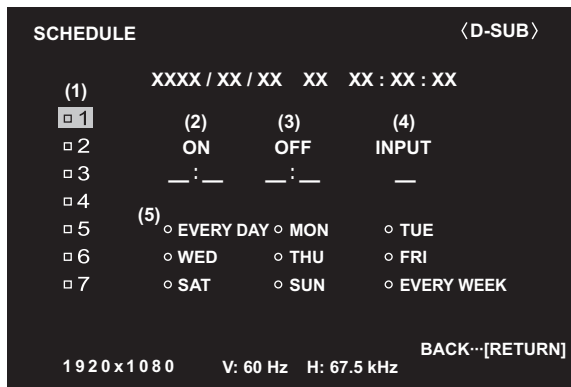 SCHEDULE 〈D-SUB〉
XXXX / XX / XX XX XX : XX : XX
(1)
1 (2) (3) (4)
2 ON OFF INPUT
3 __:__ __:__ __
4
5 (5) EVERY DAY MON TUE
6 WED THU FRI
7 SAT SUN EVERY WEEK
BACK···[RETURN]
1920x1080 V: 60 Hz H: 67.5 kHz